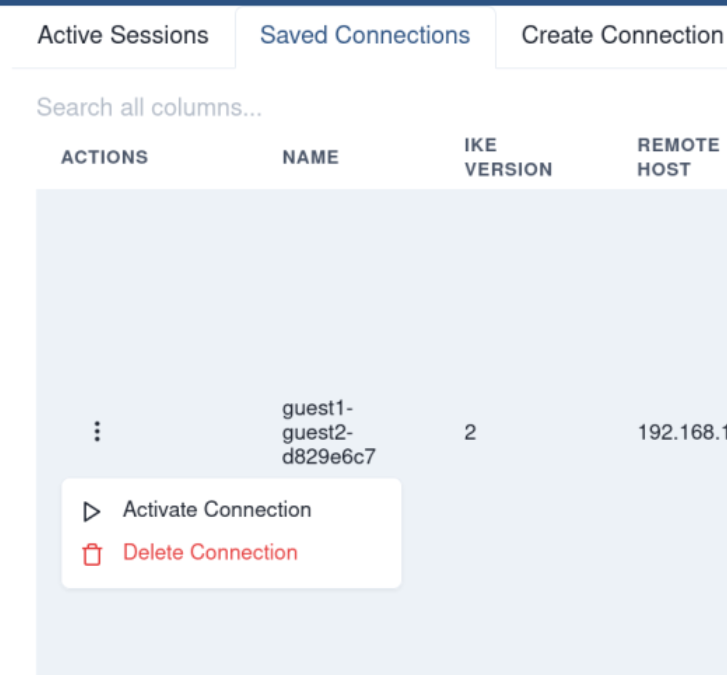 Active Sessions
Saved Connections
Create Connection
Search all columns...
ACTIONS
NAME
IKE
VERSION
REMOTE
HOST
guest1-
guest2-
d829e6c7
2
192.168.1
Activate Connection
Delete Connection